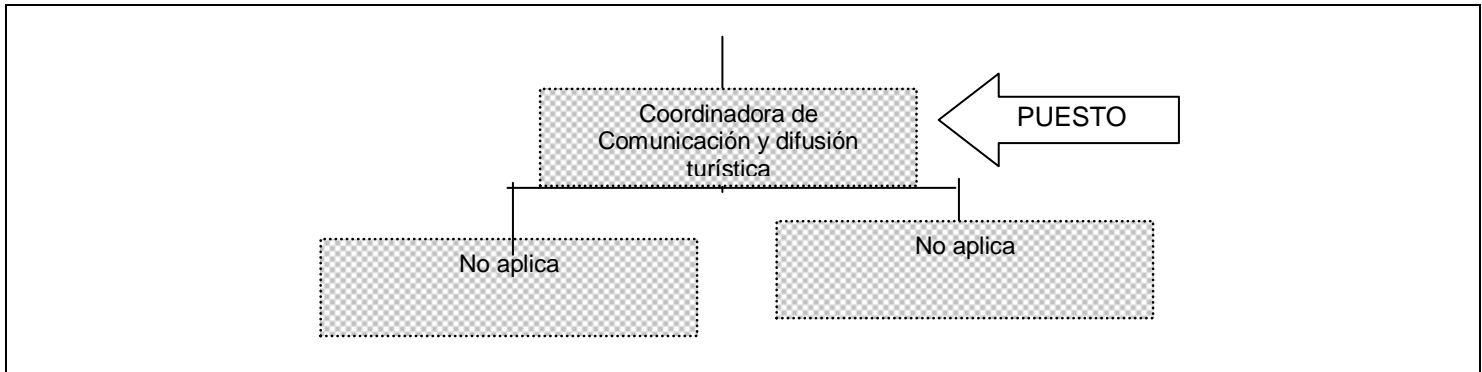 Coordinadora de
Comunicación y difusión
turística
PUESTO
No aplica
No aplica